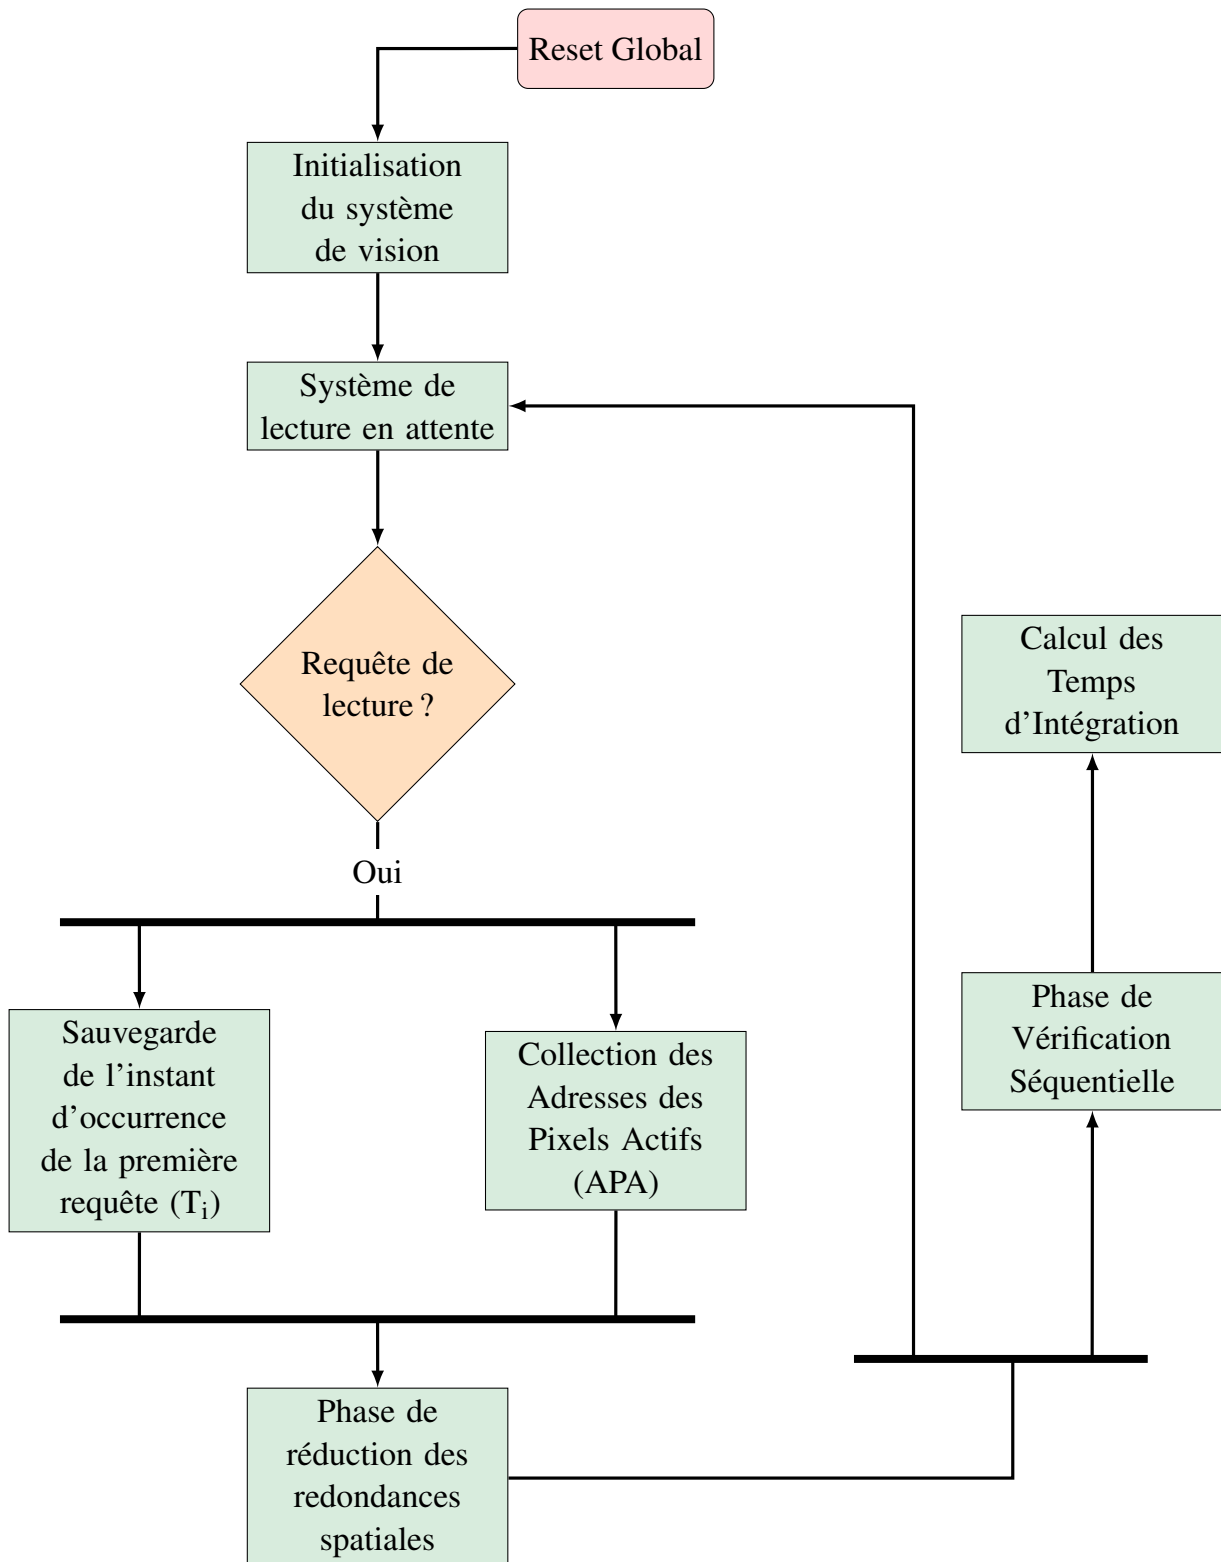 Reset Global
Initialisation
du système
de vision
Système de
lecture en attente
Requête de
lecture ?
Oui
Sauvegarde
de l'instant
d'occurrence
de la première
requête (Tᵢ)
Collection des
Adresses des
Pixels Actifs
(APA)
Phase de
réduction des
redondances
spatiales
Phase de
Vérification
Séquentielle
Calcul des
Temps
d'Intégration